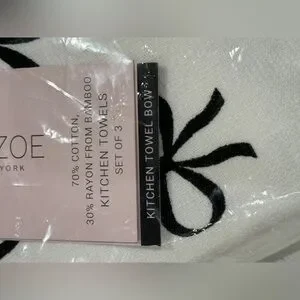 ZOE
YORK
70% COTTON,
30% RAYON FROM BAMBOO
KITCHEN TOWELS
SET OF 3
KITCHEN TOWEL BOW